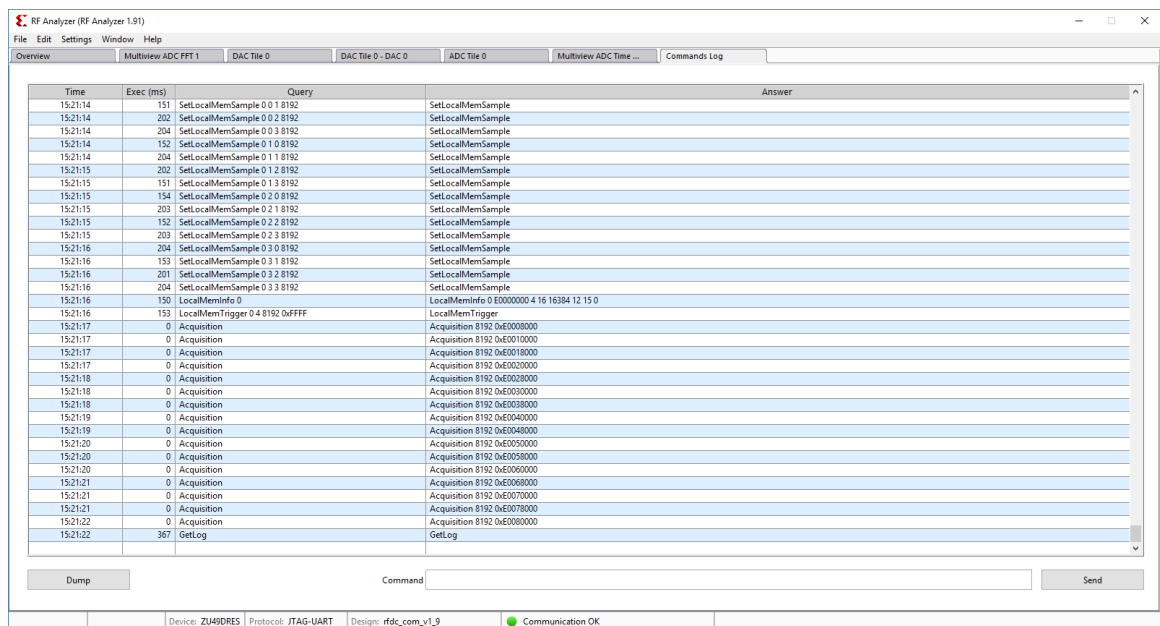 RF Analyzer (RF Analyzer 1.91)
File Edit Settings Window Help
Overview Multiview ADC FFT 1 DAC Tile 0 DAC Tile 0 - DAC 0 ADC Tile 0 Multiview ADC Time ... Commands Log
Time Exec (ms) Query Answer
15:21:14 151 SetLocalMemSample 0 0 1 8192 SetLocalMemSample
15:21:14 202 SetLocalMemSample 0 0 2 8192 SetLocalMemSample
15:21:14 204 SetLocalMemSample 0 0 3 8192 SetLocalMemSample
15:21:14 152 SetLocalMemSample 0 1 0 8192 SetLocalMemSample
15:21:14 204 SetLocalMemSample 0 1 1 8192 SetLocalMemSample
15:21:15 202 SetLocalMemSample 0 1 2 8192 SetLocalMemSample
15:21:15 151 SetLocalMemSample 0 1 3 8192 SetLocalMemSample
15:21:15 154 SetLocalMemSample 0 2 0 8192 SetLocalMemSample
15:21:15 203 SetLocalMemSample 0 2 1 8192 SetLocalMemSample
15:21:15 152 SetLocalMemSample 0 2 2 8192 SetLocalMemSample
15:21:15 203 SetLocalMemSample 0 2 3 8192 SetLocalMemSample
15:21:16 204 SetLocalMemSample 0 3 0 8192 SetLocalMemSample
15:21:16 153 SetLocalMemSample 0 3 1 8192 SetLocalMemSample
15:21:16 201 SetLocalMemSample 0 3 2 8192 SetLocalMemSample
15:21:16 204 SetLocalMemSample 0 3 3 8192 SetLocalMemSample
15:21:16 150 LocalMemInfo 0 LocalMemInfo 0 E0000000 4 16 16384 12 15 0
15:21:16 153 LocalMemTrigger 0 4 8192 0xFFFF LocalMemTrigger
15:21:17 0 Acquisition Acquisition 8192 0xE0008000
15:21:17 0 Acquisition Acquisition 8192 0xE0010000
15:21:17 0 Acquisition Acquisition 8192 0xE0018000
15:21:17 0 Acquisition Acquisition 8192 0xE0020000
15:21:18 0 Acquisition Acquisition 8192 0xE0028000
15:21:18 0 Acquisition Acquisition 8192 0xE0030000
15:21:18 0 Acquisition Acquisition 8192 0xE0038000
15:21:19 0 Acquisition Acquisition 8192 0xE0040000
15:21:19 0 Acquisition Acquisition 8192 0xE0048000
15:21:20 0 Acquisition Acquisition 8192 0xE0050000
15:21:20 0 Acquisition Acquisition 8192 0xE0058000
15:21:20 0 Acquisition Acquisition 8192 0xE0060000
15:21:21 0 Acquisition Acquisition 8192 0xE0068000
15:21:21 0 Acquisition Acquisition 8192 0xE0070000
15:21:21 0 Acquisition Acquisition 8192 0xE0078000
15:21:22 0 Acquisition Acquisition 8192 0xE0080000
15:21:22 367 GetLog GetLog
Dump Command Send
Device: ZU49DRES Protocol: JTAG-UART Design: rfdc_com_v1_9 Communication OK